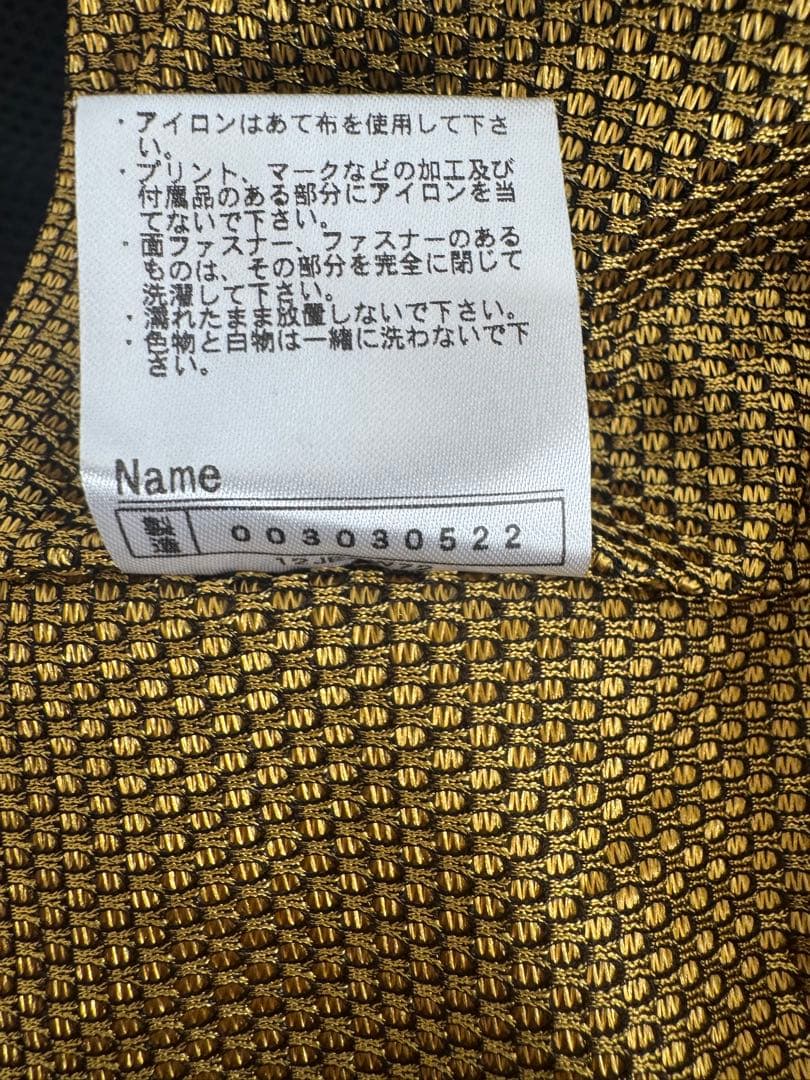 ・アイロンはあて布を使用して下さ
い。
・プリント、マークなどの加工及び
付属品のある部分にアイロンを当
てないで下さい。
・面ファスナー、ファスナーのある
ものは、その部分を完全に閉じて
洗濯して下さい。
・濡れたまま放置しないで下さい。
・色物と白物は一緒に洗わないで下
さい。
Name
003030522